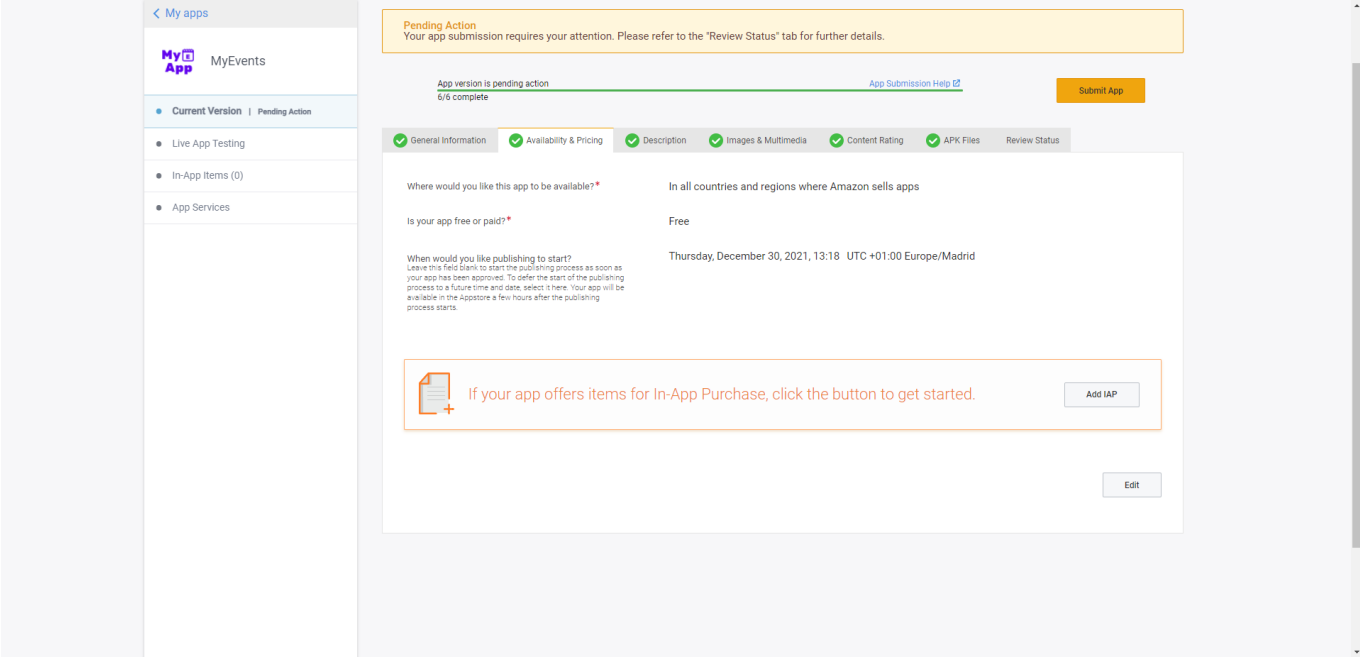 My apps
My App
MyEvents
Current Version | Pending Action
Live App Testing
In-App Items (0)
App Services
Pending Action
Your app submission requires your attention. Please refer to the "Review Status" tab for further details.
App version is pending action
App Submission Help
6/6 complete
Submit App
General Information
Availability & Pricing
Description
Images & Multimedia
Content Rating
APK Files
Review Status
Where would you like this app to be available?*
In all countries and regions where Amazon sells apps
Is your app free or paid?*
Free
When would you like publishing to start?
Leave this field blank to start the publishing process as soon as
your app has been approved. To defer the start of the publishing
process to a future time and date, select it here. Your app will be
available in the Appstore a few hours after the publishing
process starts.
Thursday, December 30, 2021, 13:18 UTC +01:00 Europe/Madrid
If your app offers items for In-App Purchase, click the button to get started.
Add IAP
Edit